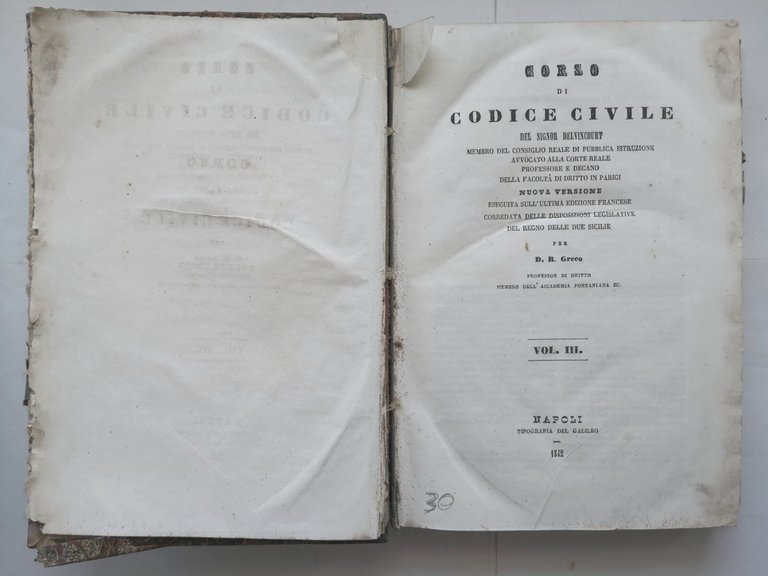 CORSO
DI
CODICE CIVILE
DEL SIGNOR DELVINCOURT
MEMBRO DEL CONSIGLIO REALE DI PUBBLICA ISTRUZIONE
AVVOCATO ALLA CORTE REALE
PROFESSORE E DECANO
DELLA FACOLTÀ DI DRITTO IN PARIGI
NUOVA VERSIONE
ESEGUITA SULL'ULTIMA EDIZIONE FRANCESE
CORREDATA DELLE DISPOSIZIONI LEGISLATIVE
DEL REGNO DELLE DUE SICILIE
PER
D. R. Greco
PROFESSOR DI DRITTO
MEMBRO DELL'ACCADEMIA PONTANIANA EC.
VOL. III.
NAPOLI
TIPOGRAFIA DEL GALILEO
30